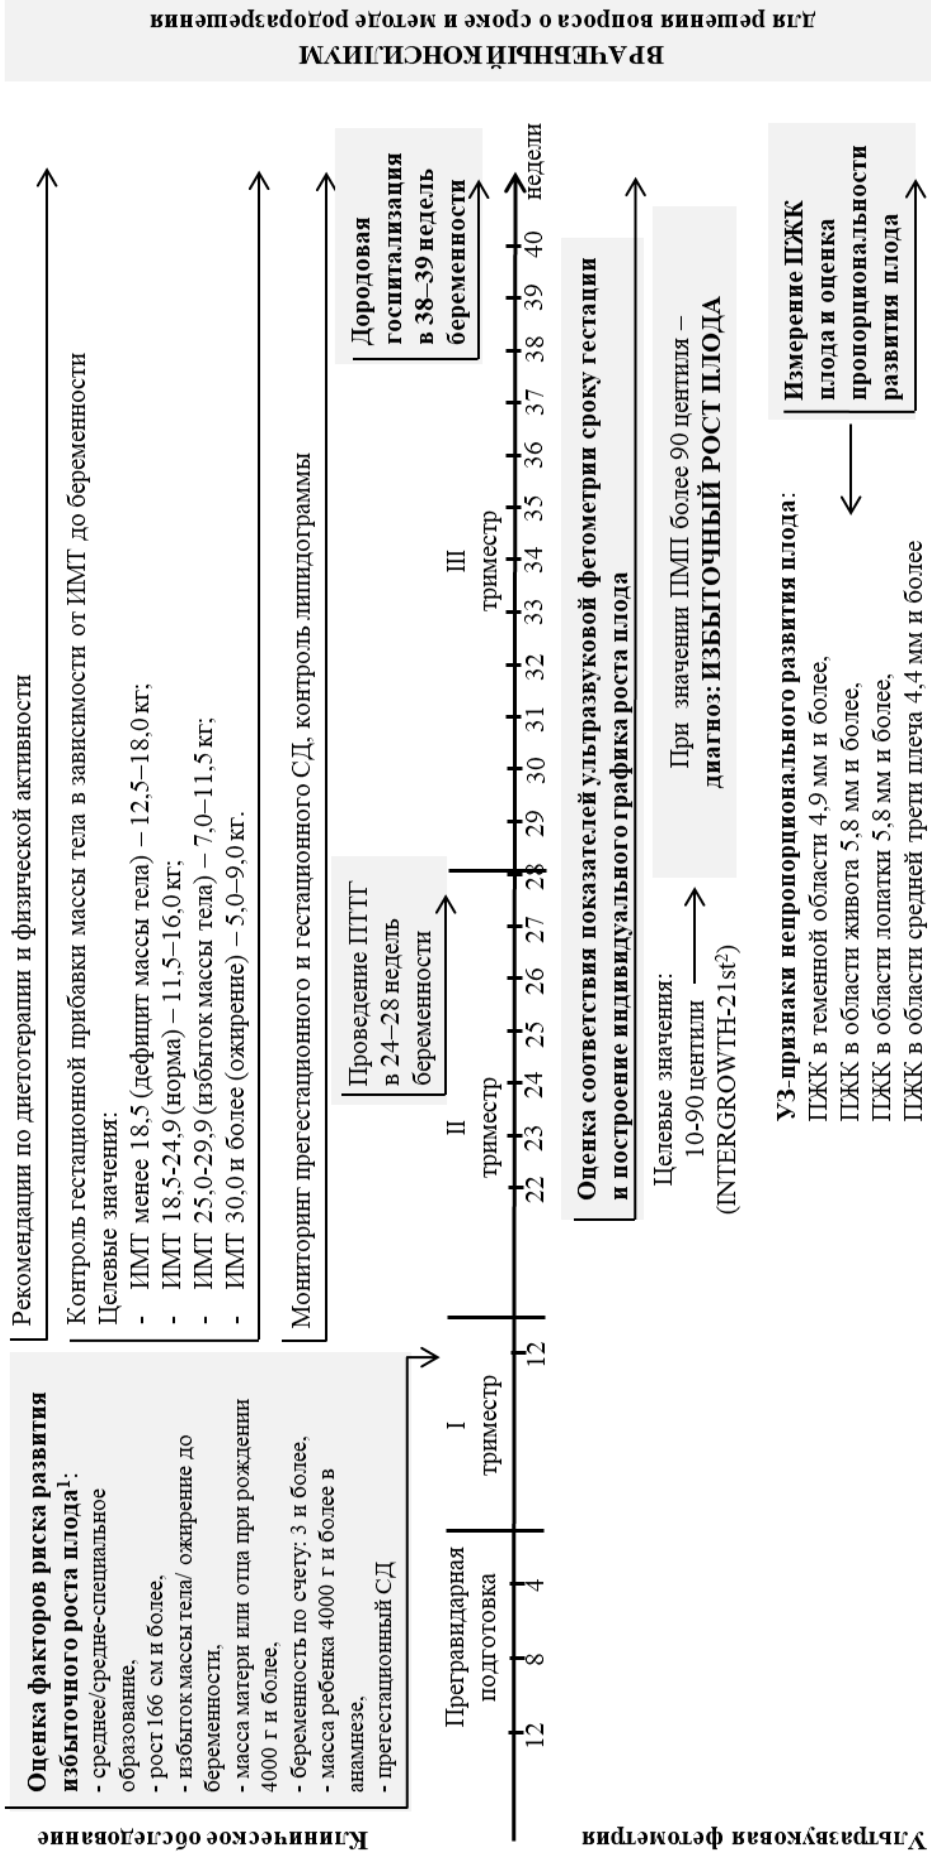 Клиническое обследование
Оценка факторов риска развития
избыточного роста плода¹:
- среднее/средне-специальное
образование,
- рост 166 см и более,
- избыток массы тела/ ожирение до
беременности,
- масса матери или отца при рождении
4000 г и более,
- беременность по счету: 3 и более,
- масса ребенка 4000 г и более в
анамнезе,
- прегестационный СД
Рекомендации по диетотерапии и физической активности
Контроль гестационной прибавки массы тела в зависимости от ИМТ до беременности
Целевые значения:
- ИМТ менее 18,5 (дефицит массы тела) – 12,5–18,0 кг;
- ИМТ 18,5-24,9 (норма) – 11,5–16,0 кг;
- ИМТ 25,0-29,9 (избыток массы тела) – 7,0–11,5 кг;
- ИМТ 30,0 и более (ожирение) – 5,0–9,0 кг.
Мониторинг прегестационного и гестационного СД, контроль липидограммы
Проведение ПТТГ
в 24–28 недель
беременности
Дородовая
госпитализация
в 38–39 недель
беременности
Прегравидарная
подготовка
I
триместр
II
триместр
III
триместр
12 8 4 12 22 23 24 25 26 27 28 29 30 31 32 33 34 35 36 37 38 39 40 недели
Ультразвуковая фетометрия
Оценка соответствия показателей ультразвуковой фетометрии сроку гестации
и построение индивидуального графика роста плода
Целевые значения:
10-90 центили
(INTERGROWTH-21st²)
При значении ПМП более 90 центиля –
диагноз: ИЗБЫТОЧНЫЙ РОСТ ПЛОДА
УЗ-признаки непропорционального развития плода:
ПЖК в теменной области 4,9 мм и более,
ПЖК в области живота 5,8 мм и более,
ПЖК в области лопатки 5,8 мм и более,
ПЖК в области средней трети плеча 4,4 мм и более
Измерение ПЖК
плода и оценка
пропорциональности
развития плода
ВРАЧЕБНЫЙ КОНСИЛИУМ
для решения вопроса о сроке и методе родоразрешения